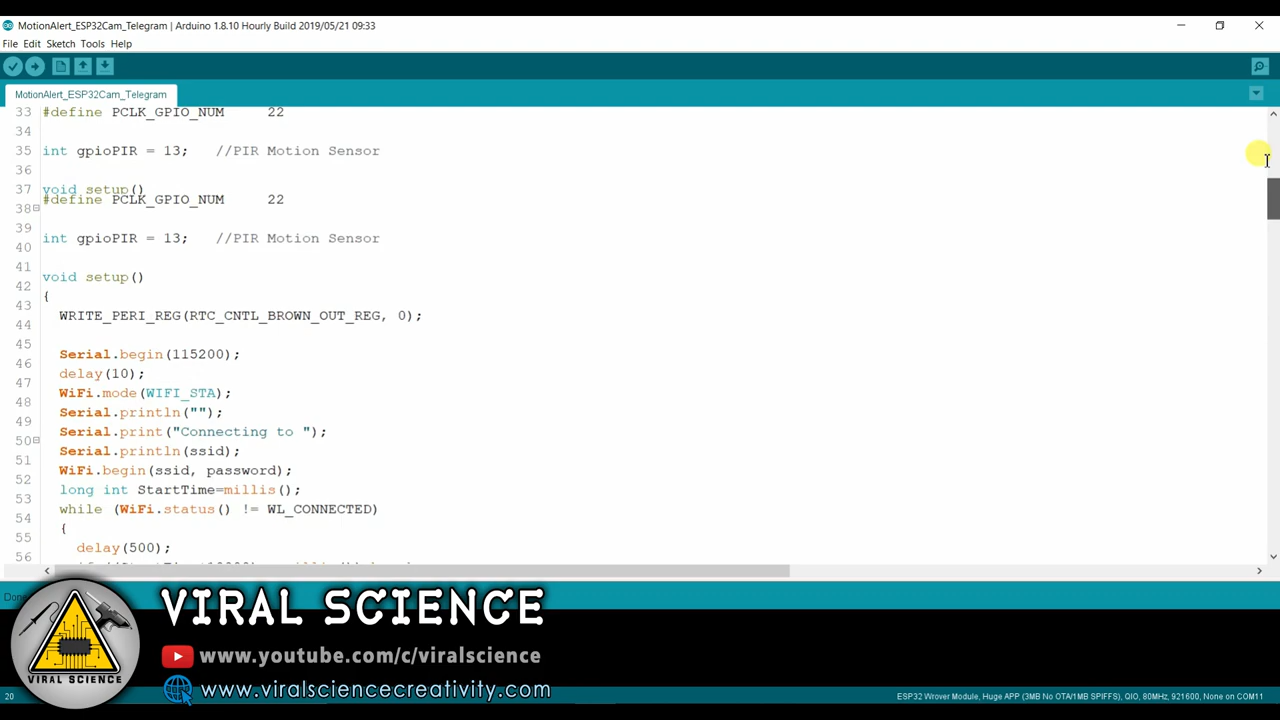 MotionAlert_ESP32Cam_Telegram | Arduino 1.8.10 Hourly Build 2019/05/21 09:33
File Edit Sketch Tools Help
MotionAlert_ESP32Cam_Telegram
33 #define PCLK_GPIO_NUM 22
34
35 int gpioPIR = 13; //PIR Motion Sensor
36
37 void setup()
38 #define PCLK_GPIO_NUM 22
39
40 int gpioPIR = 13; //PIR Motion Sensor
41
42 void setup()
43 {
44 WRITE_PERI_REG(RTC_CNTL_BROWN_OUT_REG, 0);
45
46 Serial.begin(115200);
47 delay(10);
48 WiFi.mode(WIFI_STA);
49 Serial.println("");
50 Serial.print("Connecting to ");
51 Serial.println(ssid);
52 WiFi.begin(ssid, password);
53 long int StartTime=millis();
54 while (WiFi.status() != WL_CONNECTED)
55 {
56 delay(500);
VIRAL SCIENCE
VIRAL SCIENCE
www.youtube.com/c/viralscience
www.viralsciencecreativity.com
20
ESP32 Wrover Module, Huge APP (3MB No OTA/1MB SPIFFS), QIO, 80MHz, 921600, None on COM11